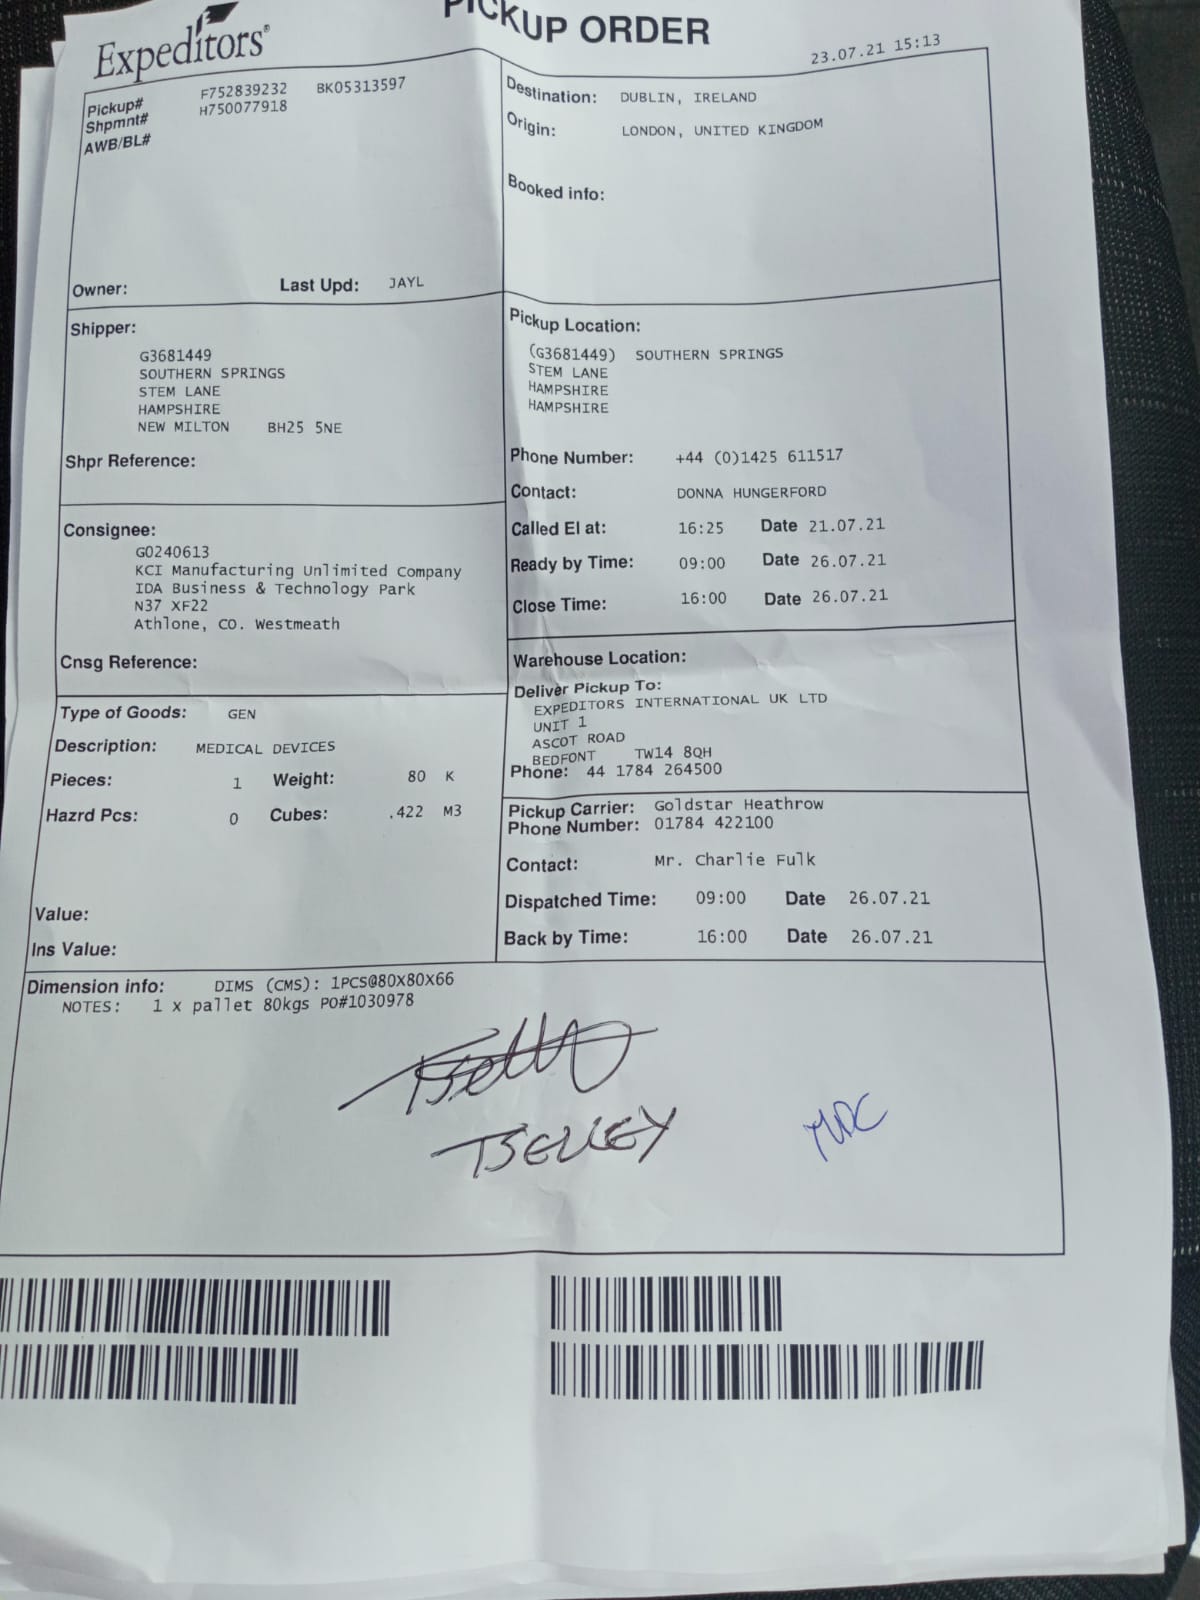 Expeditors®
PICKUP ORDER
23.07.21 15:13
Pickup# F752839232 BK05313597
Shpmnt# H750077918
AWB/BL#
Owner: Last Upd: JAYL
Destination: DUBLIN, IRELAND
Origin: LONDON, UNITED KINGDOM
Booked info:
Shipper:
G3681449
SOUTHERN SPRINGS
STEM LANE
HAMPSHIRE
NEW MILTON BH25 5NE
Shpr Reference:
Pickup Location:
(G3681449) SOUTHERN SPRINGS
STEM LANE
HAMPSHIRE
HAMPSHIRE
Phone Number: +44 (0)1425 611517
Contact: DONNA HUNGERFORD
Called EI at: 16:25 Date 21.07.21
Ready by Time: 09:00 Date 26.07.21
Close Time: 16:00 Date 26.07.21
Consignee:
G0240613
KCI Manufacturing Unlimited Company
IDA Business & Technology Park
N37 XF22
Athlone, CO. Westmeath
Cnsg Reference:
Warehouse Location:
Deliver Pickup To:
EXPEDITORS INTERNATIONAL UK LTD
UNIT 1
ASCOT ROAD
BEDFONT TW14 8QH
Phone: 44 1784 264500
Type of Goods: GEN
Description: MEDICAL DEVICES
Pieces: 1 Weight: 80 K
Hazrd Pcs: 0 Cubes: .422 M3
Value:
Ins Value:
Pickup Carrier: Goldstar Heathrow
Phone Number: 01784 422100
Contact: Mr. Charlie Fulk
Dispatched Time: 09:00 Date 26.07.21
Back by Time: 16:00 Date 26.07.21
Dimension info: DIMS (CMS): 1PCS@80X80X66
NOTES: 1 x pallet 80kgs PO#1030978
TSELLEY